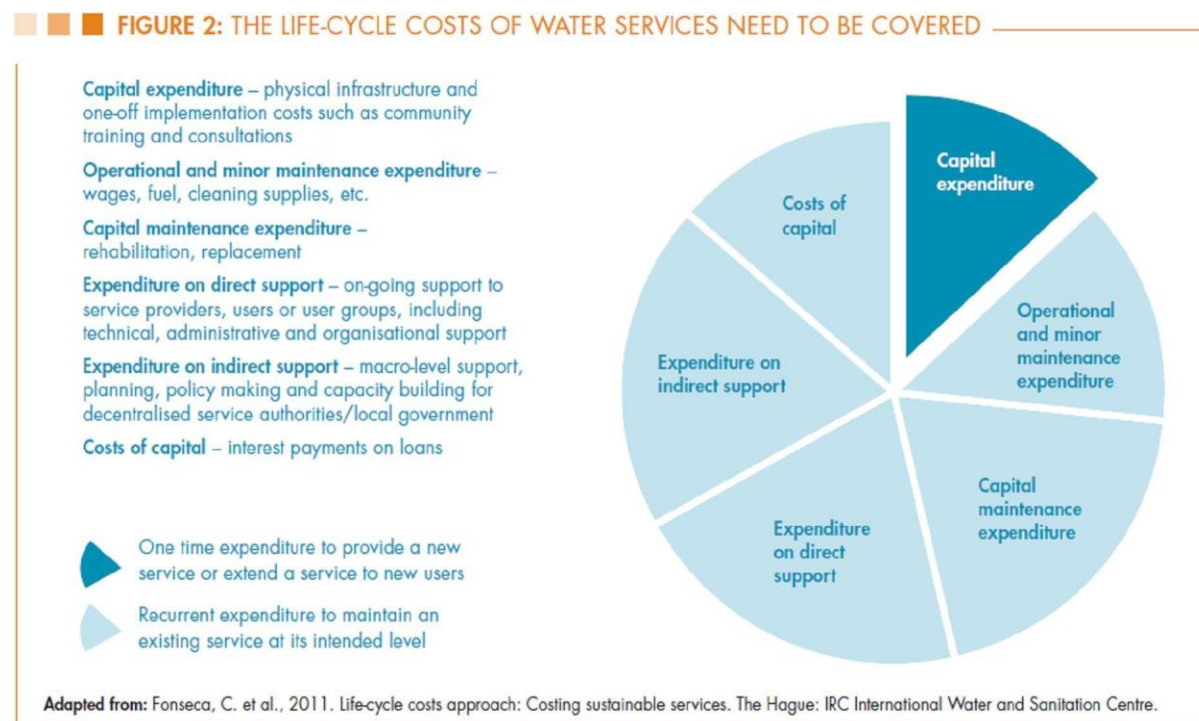 FIGURE 2: THE LIFE-CYCLE COSTS OF WATER SERVICES NEED TO BE COVERED
Capital expenditure – physical infrastructure and
one-off implementation costs such as community
training and consultations
Operational and minor maintenance expenditure –
wages, fuel, cleaning supplies, etc.
Capital maintenance expenditure –
rehabilitation, replacement
Expenditure on direct support – on-going support to
service providers, users or user groups, including
technical, administrative and organisational support
Expenditure on indirect support – macro-level support,
planning, policy making and capacity building for
decentralised service authorities/local government
Costs of capital – interest payments on loans
One time expenditure to provide a new
service or extend a service to new users
Recurrent expenditure to maintain an
existing service at its intended level
Capital
expenditure
Operational
and minor
maintenance
expenditure
Capital
maintenance
expenditure
Expenditure
on direct
support
Expenditure on
indirect support
Costs of
capital
Adapted from: Fonseca, C. et al., 2011. Life-cycle costs approach: Costing sustainable services. The Hague: IRC International Water and Sanitation Centre.